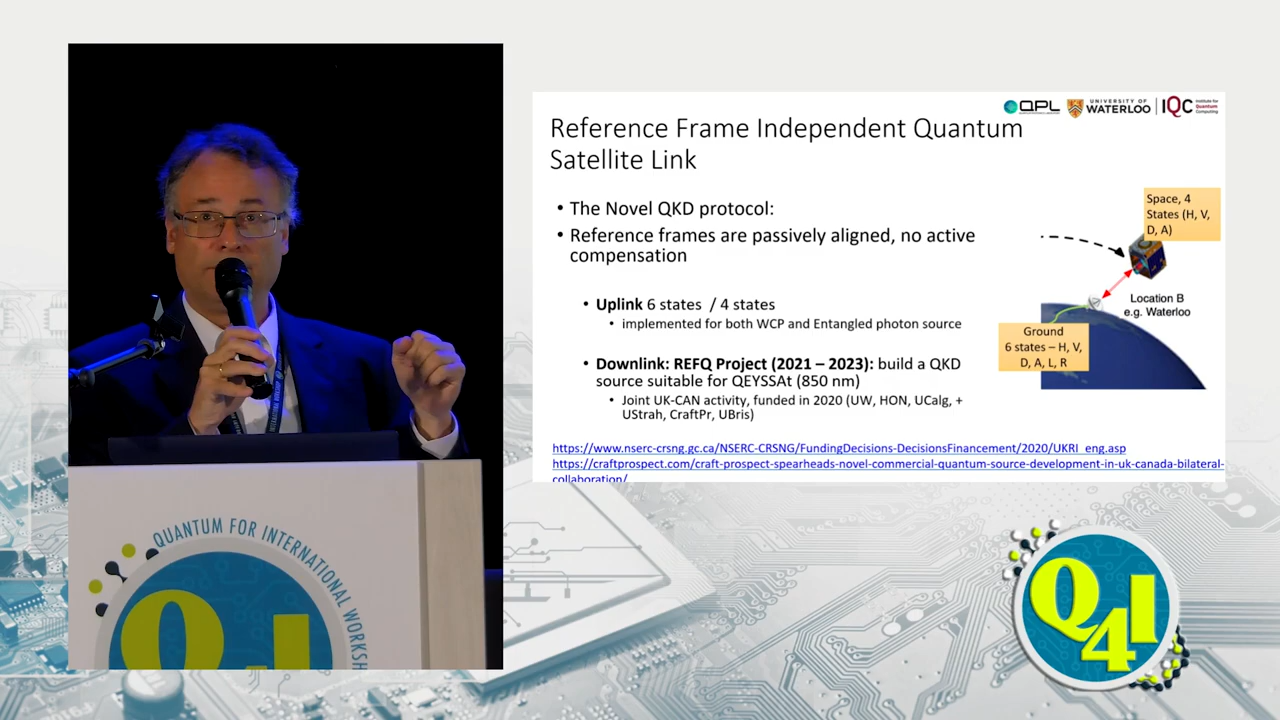 QPL
UNIVERSITY OF
WATERLOO
IQC
Institute for
Quantum
Computing
Reference Frame Independent Quantum
Satellite Link
• The Novel QKD protocol:
• Reference frames are passively aligned, no active
compensation
• Uplink 6 states / 4 states
• implemented for both WCP and Entangled photon source
• Downlink: REFQ Project (2021 – 2023): build a QKD
source suitable for QEYSSAt (850 nm)
• Joint UK-CAN activity, funded in 2020 (UW, HON, UCalg, +
UStrah, CraftPr, UBris)
https://www.nserc-crsng.gc.ca/NSERC-CRSNG/FundingDecisions-DecisionsFinancement/2020/UKRI_eng.asp
https://craftprospect.com/craft-prospect-spearheads-novel-commercial-quantum-source-development-in-uk-canada-bilateral-
collaboration/
Space, 4
States (H, V,
D, A)
Location B
e.g. Waterloo
Ground
6 states – H, V,
D, A, L, R
QUANTUM FOR INTERNATIONAL WORKSH
Q4I